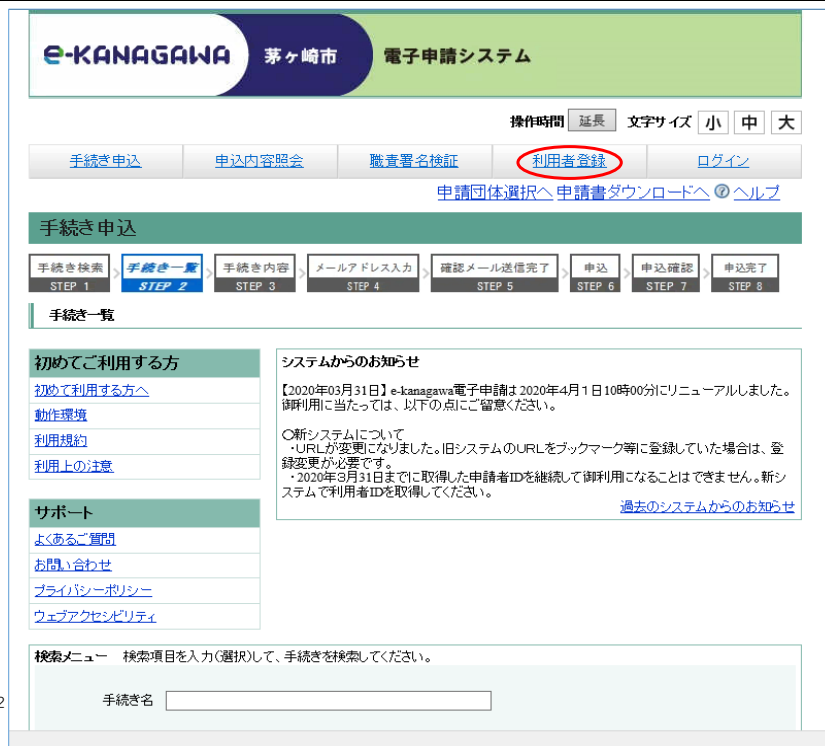 e-KANAGAWA 茅ヶ崎市 電子申請システム
操作時間 延長 文字サイズ 小 中 大
手続き申込 申込内容照会 職責署名検証 利用者登録 ログイン
申請団体選択へ 申請書ダウンロードへ ? ヘルプ
手続き申込
手続き検索 > 手続き一覧 > 手続き内容 > メールアドレス入力 > 確認メール送信完了 > 申込 > 申込確認 > 申込完了
STEP 1 STEP 2 STEP 3 STEP 4 STEP 5 STEP 6 STEP 7 STEP 8
手続き一覧
初めてご利用する方
初めて利用する方へ
動作環境
利用規約
利用上の注意
サポート
よくあるご質問
お問い合わせ
プライバシーポリシー
ウェブアクセシビリティ
システムからのお知らせ
【2020年03月31日】e-kanagawa電子申請は2020年4月1日10時00分にリニューアルしました。
御利用に当たっては、以下の点にご留意ください。
○新システムについて
・URLが変更になりました。旧システムのURLをブックマーク等に登録していた場合は、登
録変更が必要です。
・2020年3月31日までに取得した申請者IDを継続して御利用になることはできません。新シ
ステムで利用者IDを取得してください。
過去のシステムからのお知らせ
検索メニュー 検索項目を入力(選択)して、手続きを検索してください。
手続き名
2